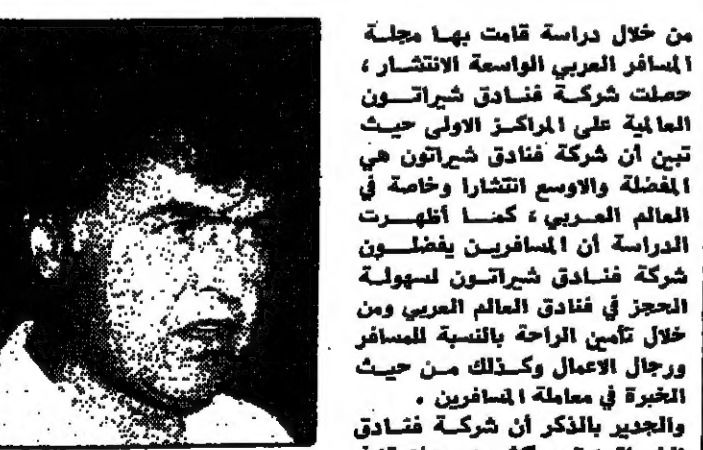 من خلال دراسة قامت بها مجلة
المسافر العربي الواسعة الانتشار ،
حصلت شركة فنادق شيراتون
العالمية على المراكز الاولى حيث
تبين أن شركة فنادق شيراتون هي
المفضلة والاوسع انتشارا وخاصة في
العالم العربي ، كما أظهرت
الدراسة أن المسافرين يفضلون
شركة فنادق شيراتون لسهولة
الحجز في فنادق العالم العربي ومن
خلال تأمين الراحة بالنسبة للمسافر
ورجال الاعمال وكذلك من حيث
الخبرة في معاملة المسافرين .
والجدير بالذكر أن شركة فنادق